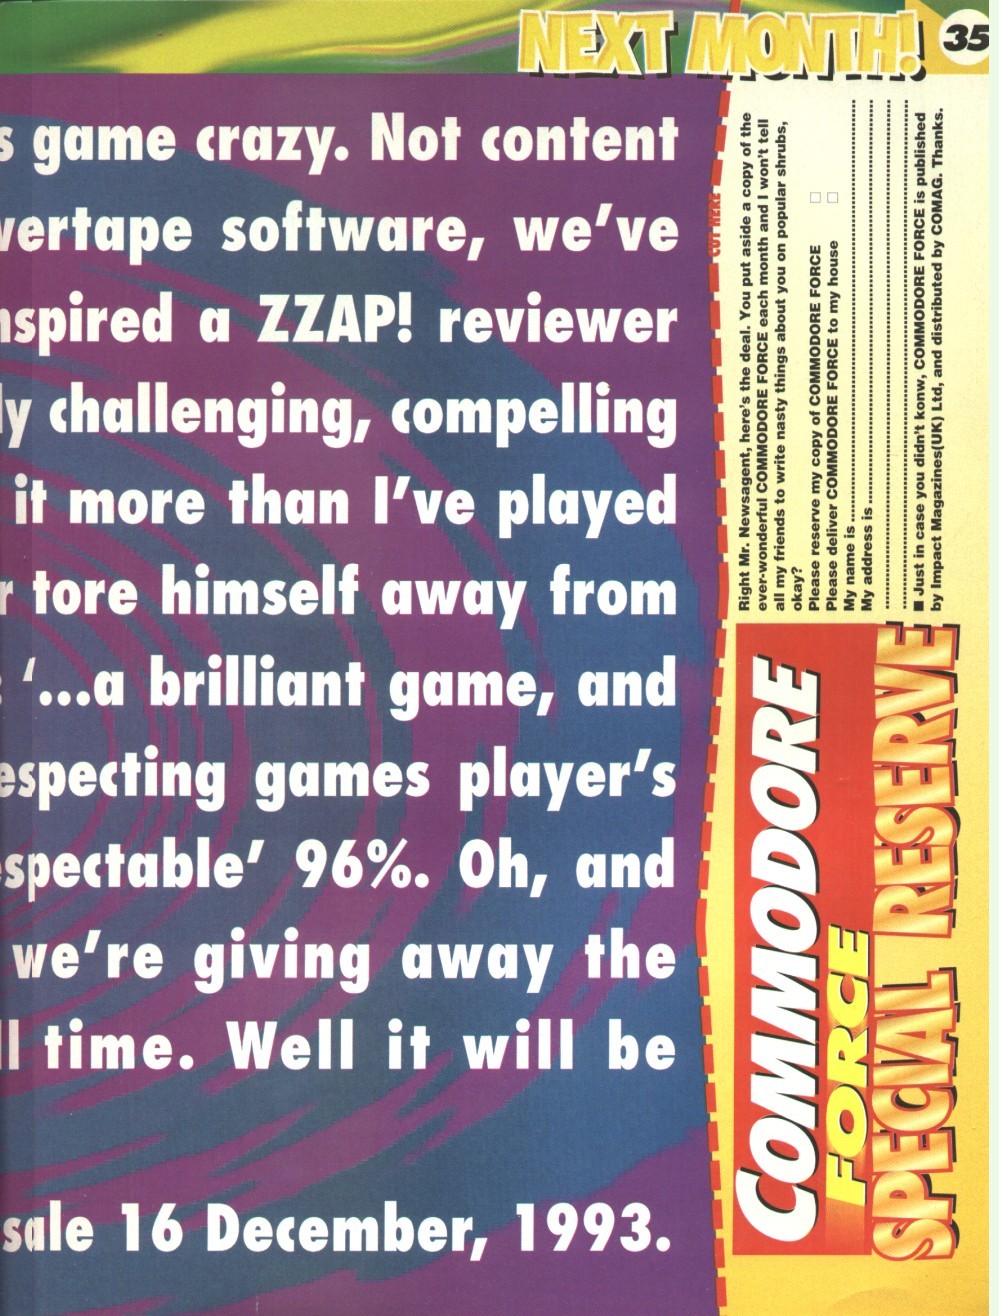 NEXT MONTH!
35
s game crazy. Not content
vertape software, we've
nspired a ZZAP! reviewer
ly challenging, compelling
it more than I've played
r tore himself away from
: '...a brilliant game, and
especting games player's
espectable' 96%. Oh, and
we're giving away the
ll time. Well it will be
sale 16 December, 1993.
CUT HERE
Right Mr. Newsagent, here's the deal. You put aside a copy of the
ever-wonderful COMMODORE FORCE each month and I won't tell
all my friends to write nasty things about you on popular shrubs,
okay?
Please reserve my copy of COMMODORE FORCE
Please deliver COMMODORE FORCE to my house
My name is
My address is
■ Just in case you didn't konw, COMMODORE FORCE is published
by Impact Magazines(UK) Ltd, and distributed by COMAG. Thanks.
COMMODORE
FORCE
SPECIAL RESERVE